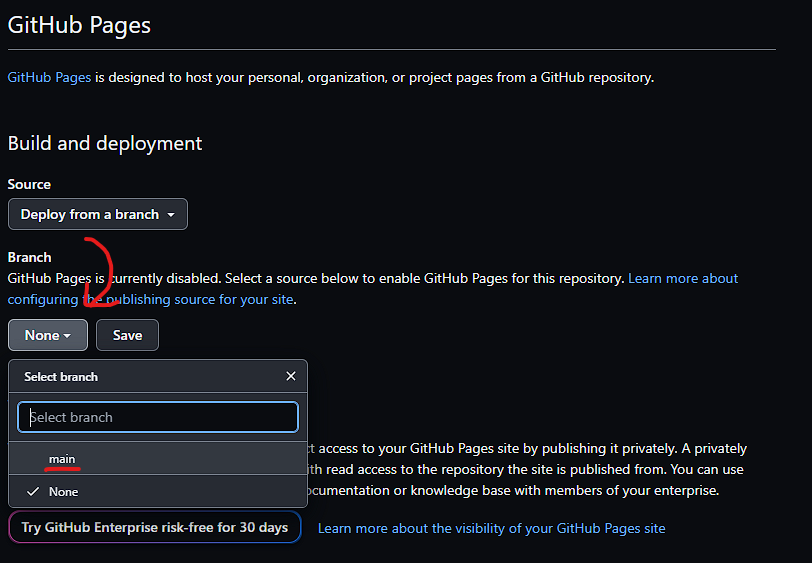 GitHub Pages
GitHub Pages is designed to host your personal, organization, or project pages from a GitHub repository.
Build and deployment
Source
Deploy from a branch
Branch
GitHub Pages is currently disabled. Select a source below to enable GitHub Pages for this repository. Learn more about
configuring the publishing source for your site.
None
Save
Select branch
Select branch
main
None
t access to your GitHub Pages site by publishing it privately. A privately
ith read access to the repository the site is published from. You can use
ocumentation or knowledge base with members of your enterprise.
Try GitHub Enterprise risk-free for 30 days
Learn more about the visibility of your GitHub Pages site